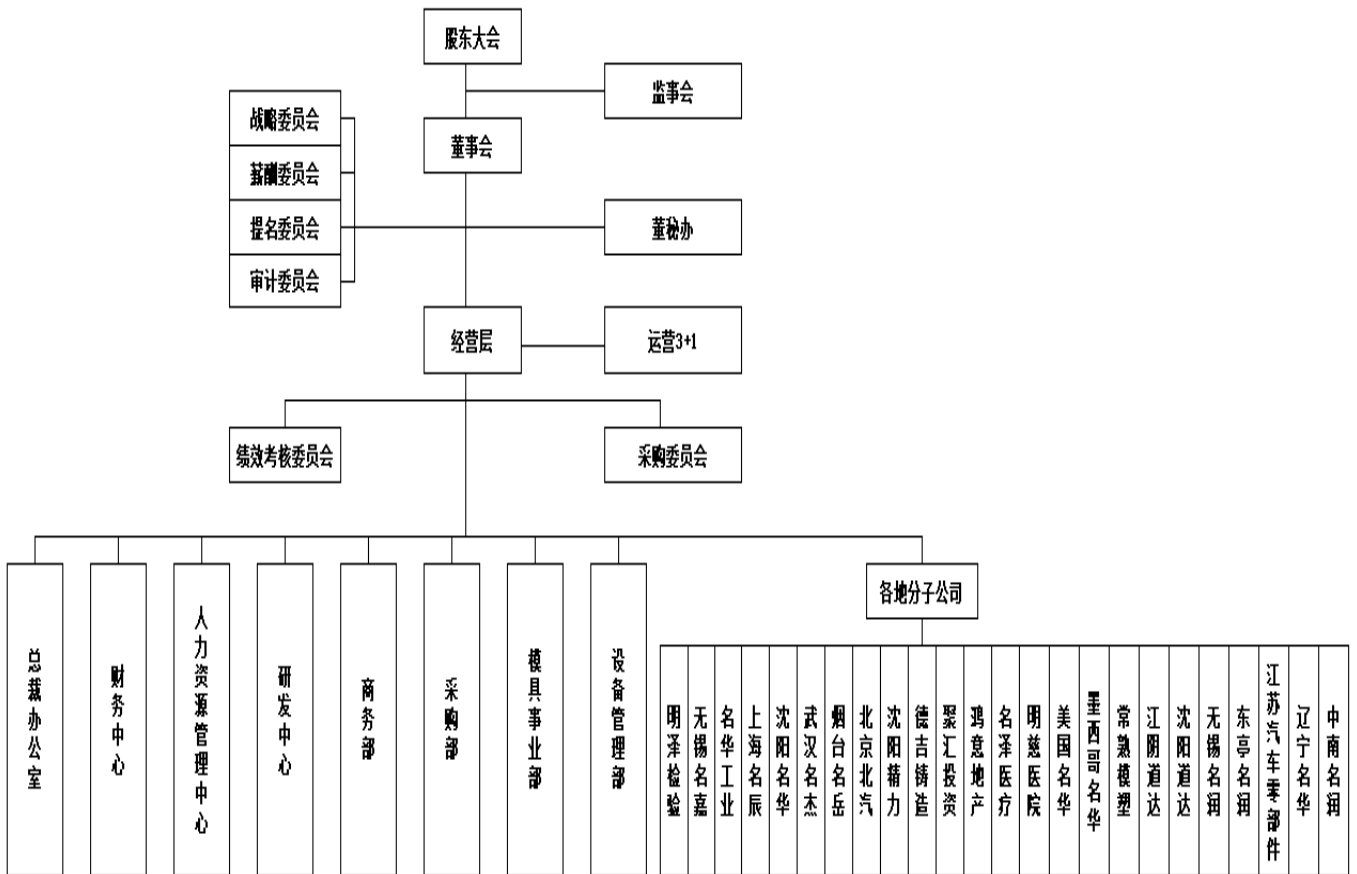 股东大会
监事会
战略委员会
董事会
薪酬委员会
提名委员会
董秘办
审计委员会
经营层
运营3+1
绩效考核委员会
采购委员会
总裁办公室
财务中心
人力资源管理中心
研发中心
商务部
采购部
模具事业部
设备管理部
各地分子公司
明泽检验
无锡名嘉
名华工业
上海名辰
沈阳名华
武汉名杰
烟台名岳
北京北汽
沈阳精力
德吉铸造
聚汇投资
鸿意地产
名泽医疗
明慈医院
美国名华
墨西哥名华
常熟模塑
江阴道达
沈阳道达
无锡名润
东亭名润
江苏汽车零部件
辽宁名华
中南名润